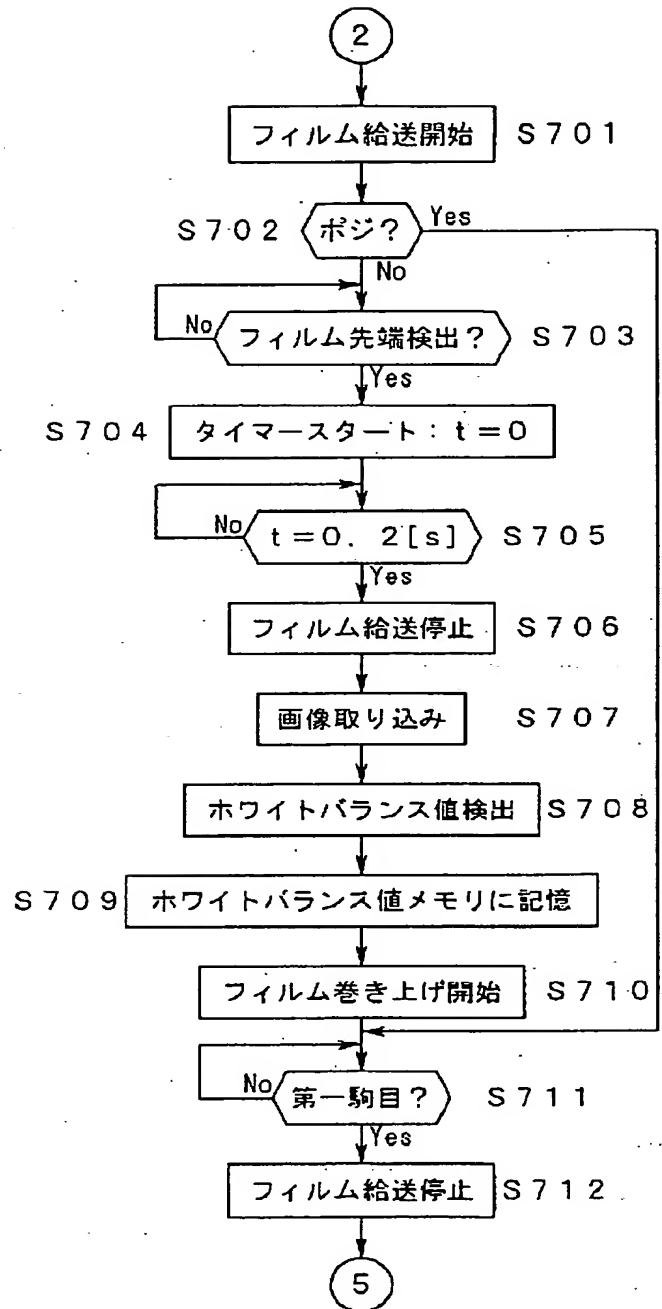 2
フィルム給送開始 S701
S702 ポジ? Yes
No
No フィルム先端検出? S703
Yes
S704 タイマースタート: t=0
No t=0. 2[s] S705
Yes
フィルム給送停止 S706
画像取り込み S707
ホワイトバランス値検出 S708
S709 ホワイトバランス値メモリに記憶
フィルム巻き上げ開始 S710
No 第一駒目? S711
Yes
フィルム給送停止 S712
5